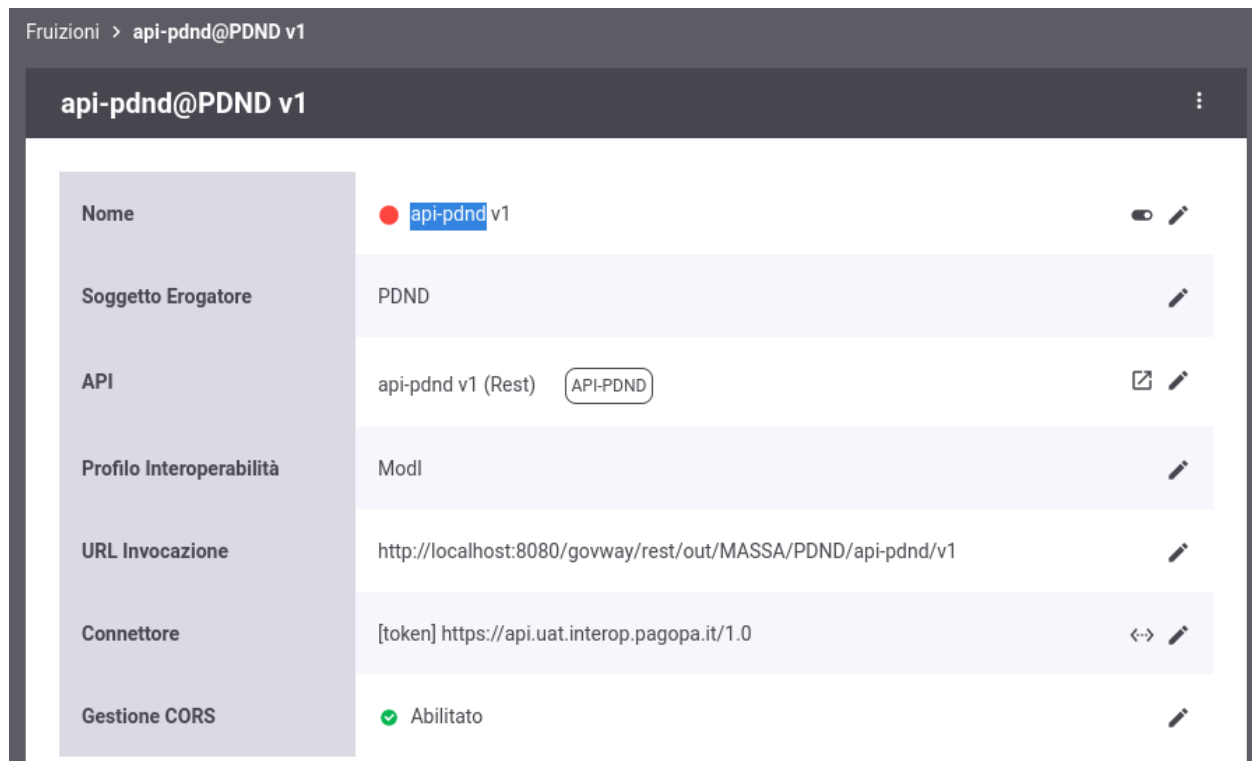 Fruizioni > api-pdnd@PDND v1
api-pdnd@PDND v1
Nome api-pdnd v1
Soggetto Erogatore PDND
API api-pdnd v1 (Rest) API-PDND
Profilo Interoperabilità ModI
URL Invocazione http://localhost:8080/govway/rest/out/MASSA/PDND/api-pdnd/v1
Connettore [token] https://api.uat.interop.pagopa.it/1.0
Gestione CORS Abilitato